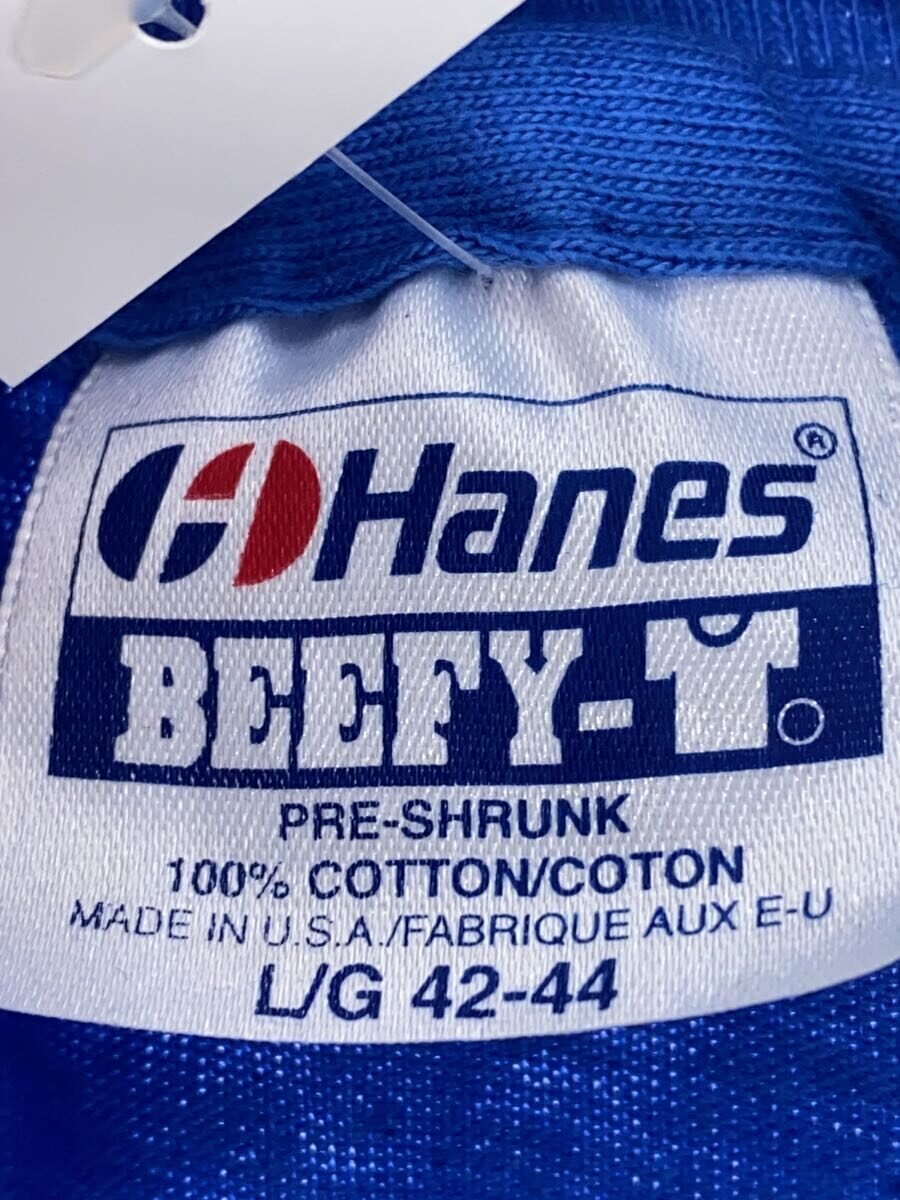 Hanes®
BEEFY-T
PRE-SHRUNK
100% COTTON/COTON
MADE IN U.S.A./FABRIQUE AUX E-U
L/G 42-44